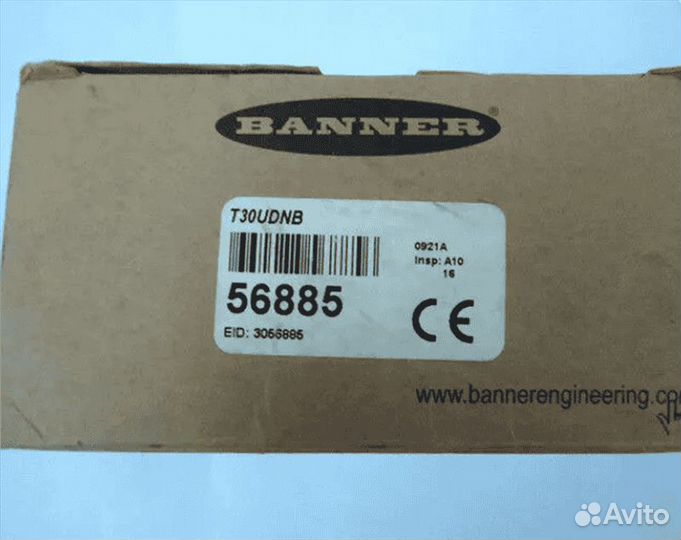 BANNER®
T30UDNB
0921A
Insp: A10
16
56885
EID: 3056885
CE
www.bannerengineering.co
Avito